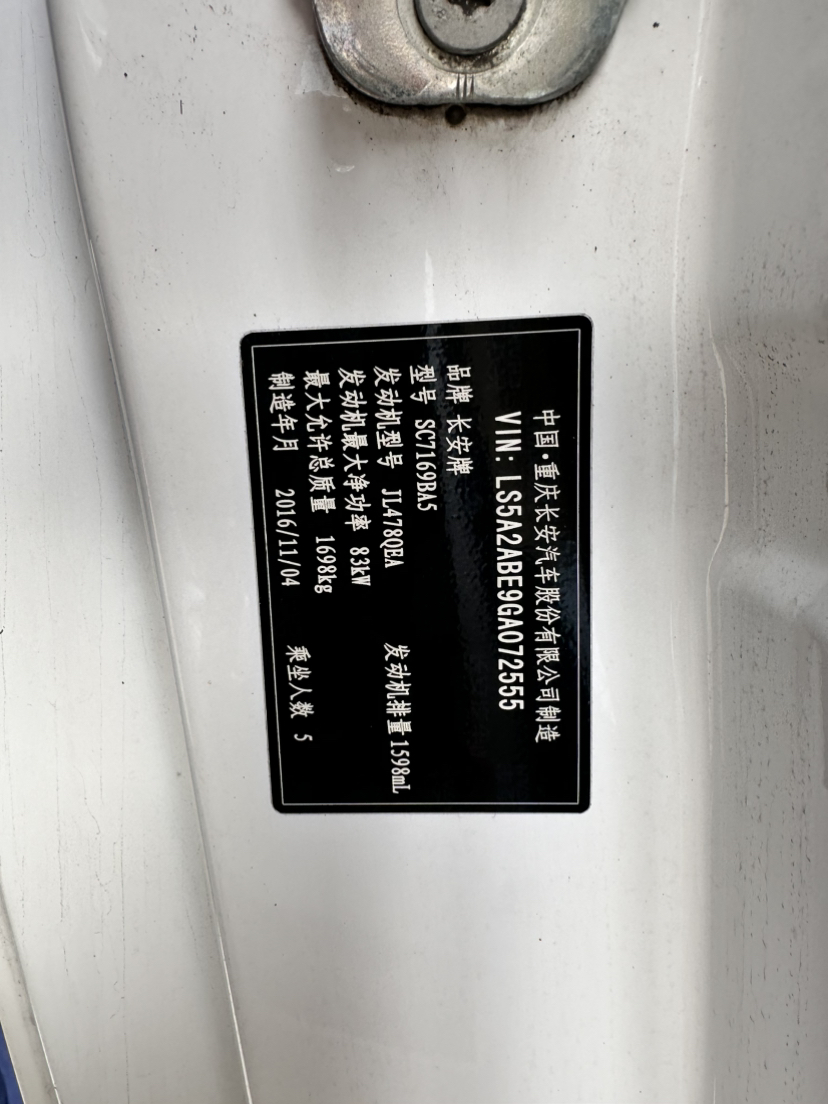 中国·重庆长安汽车股份有限公司制造
VIN: LS5A2ABE9GA072555
品牌 长安牌
型号 SC7169BA5
发动机型号 JL478QEA 发动机排量 1598mL
发动机最大净功率 83kW
最大允许总质量 1698kg
制造年月 2016/11/04 乘坐人数 5